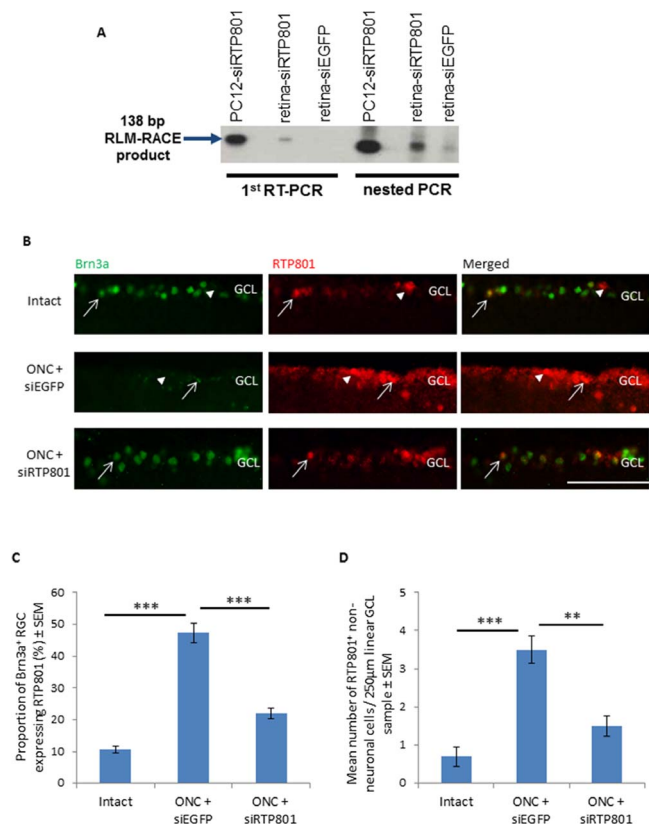 A
PC12-siRTP801
retina-siRTP801
retina-siEGFP
PC12-siRTP801
retina-siRTP801
retina-siEGFP
138 bp
RLM-RACE
product
1st RT-PCR
nested PCR
B
Brn3a
RTP801
Merged
Intact
GCL
GCL
GCL
ONC +
siEGFP
GCL
GCL
GCL
ONC +
siRTP801
GCL
GCL
GCL
C
Proportion of Brn3a+ RGC
expressing RTP801 (%) ± SEM
60
50
40
30
20
10
0
***
***
Intact
ONC +
siEGFP
ONC +
siRTP801
D
Mean number of RTP801+ non-
neuronal cells / 250µm linear GCL
sample ± SEM
5
4
3
2
1
0
***
**
Intact
ONC +
siEGFP
ONC +
siRTP801